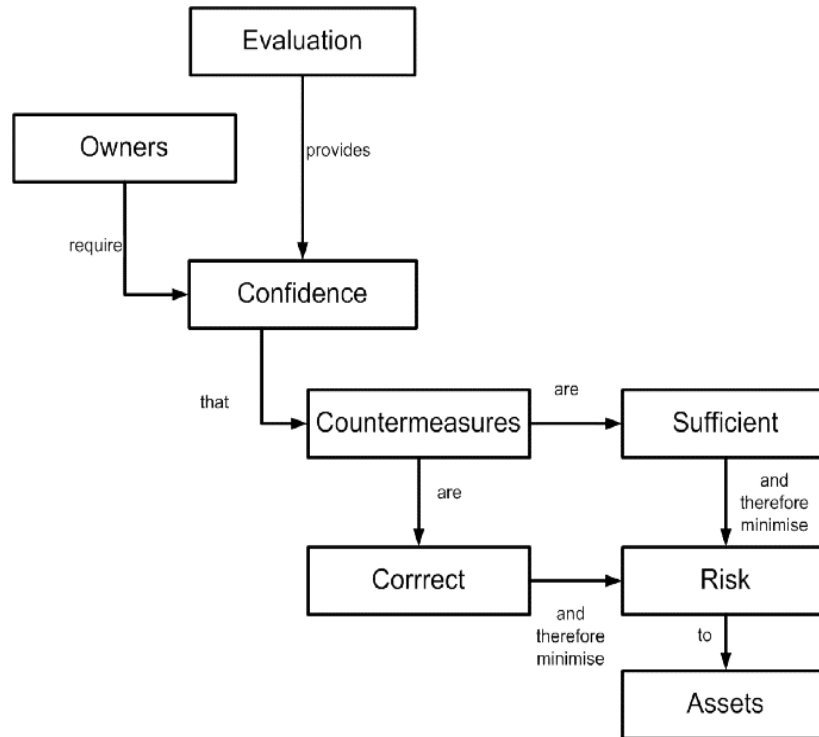 Evaluation
Owners
provides
require
Confidence
that
Countermeasures
are
Sufficient
are
and
therefore
minimise
Corrrect
and
therefore
minimise
Risk
to
Assets